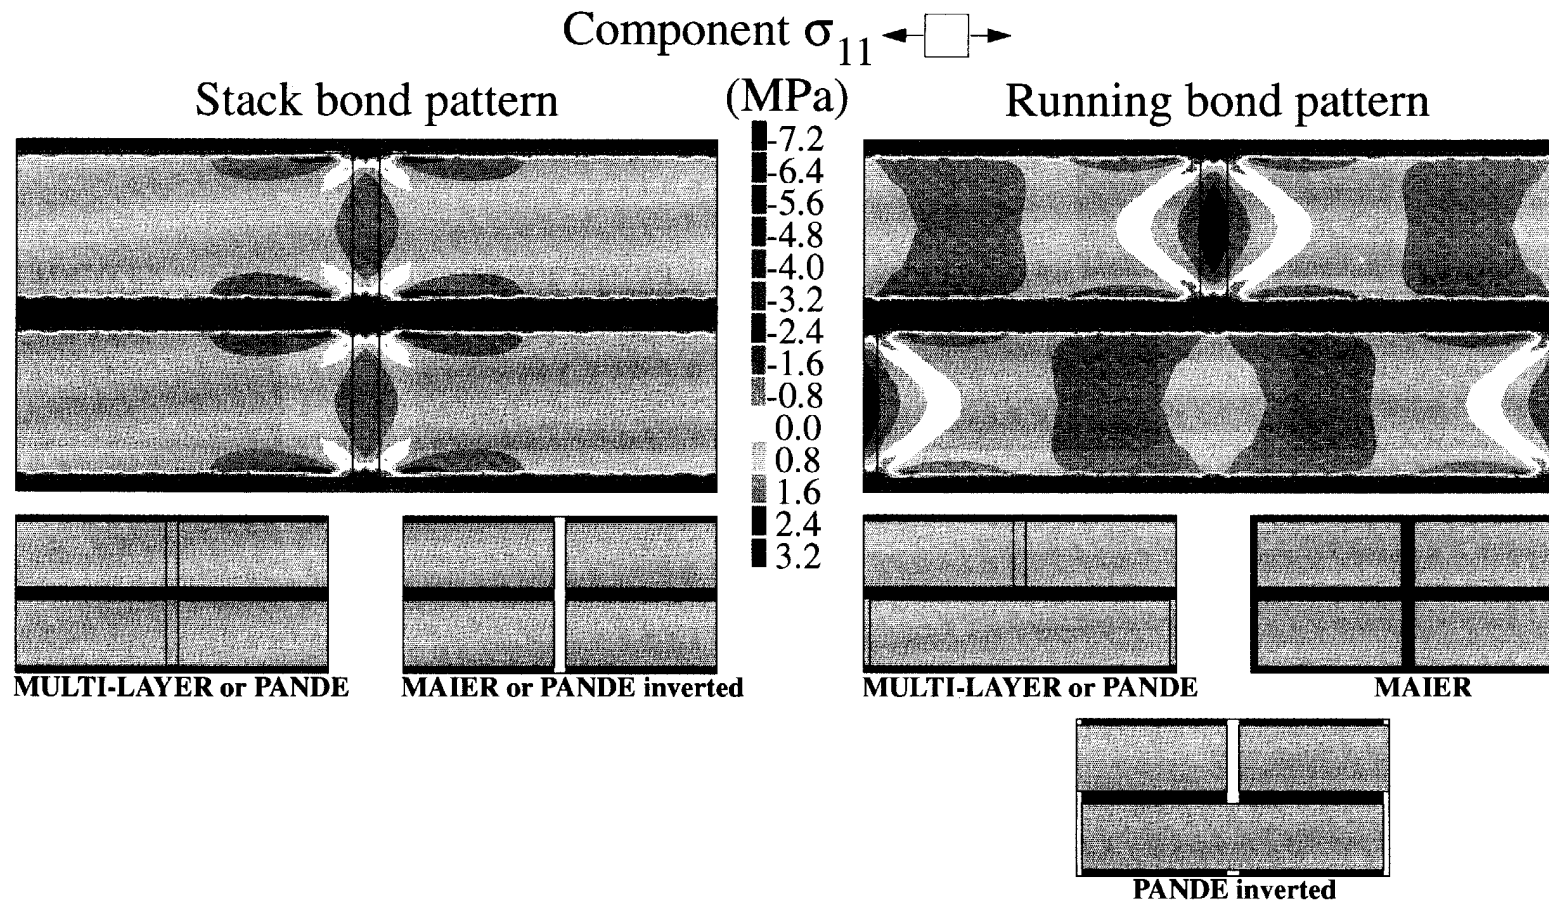 Component σ11
Stack bond pattern
(MPa)
Running bond pattern
-7.2
-6.4
-5.6
-4.8
-4.0
-3.2
-2.4
-1.6
-0.8
0.0
0.8
1.6
2.4
3.2
MULTI-LAYER or PANDE
MAIER or PANDE inverted
MULTI-LAYER or PANDE
MAIER
PANDE inverted